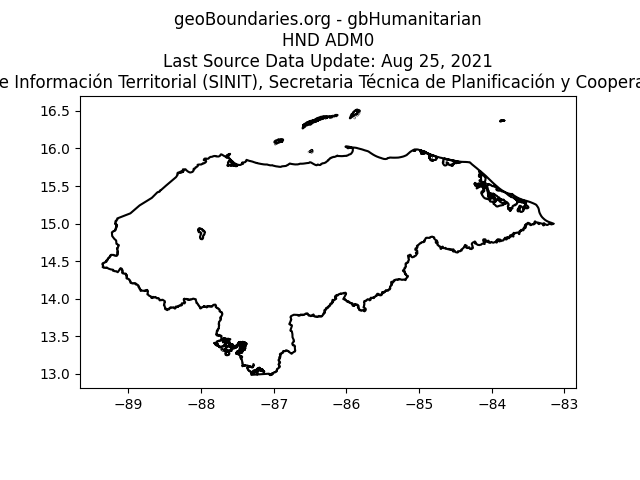 geoBoundaries.org - gbHumanitarian
HND ADM0
Last Source Data Update: Aug 25, 2021
e Información Territorial (SINIT), Secretaria Técnica de Planificación y Coopera
16.5
16.0
15.5
15.0
14.5
14.0
13.5
13.0
−89 −88 −87 −86 −85 −84 −83